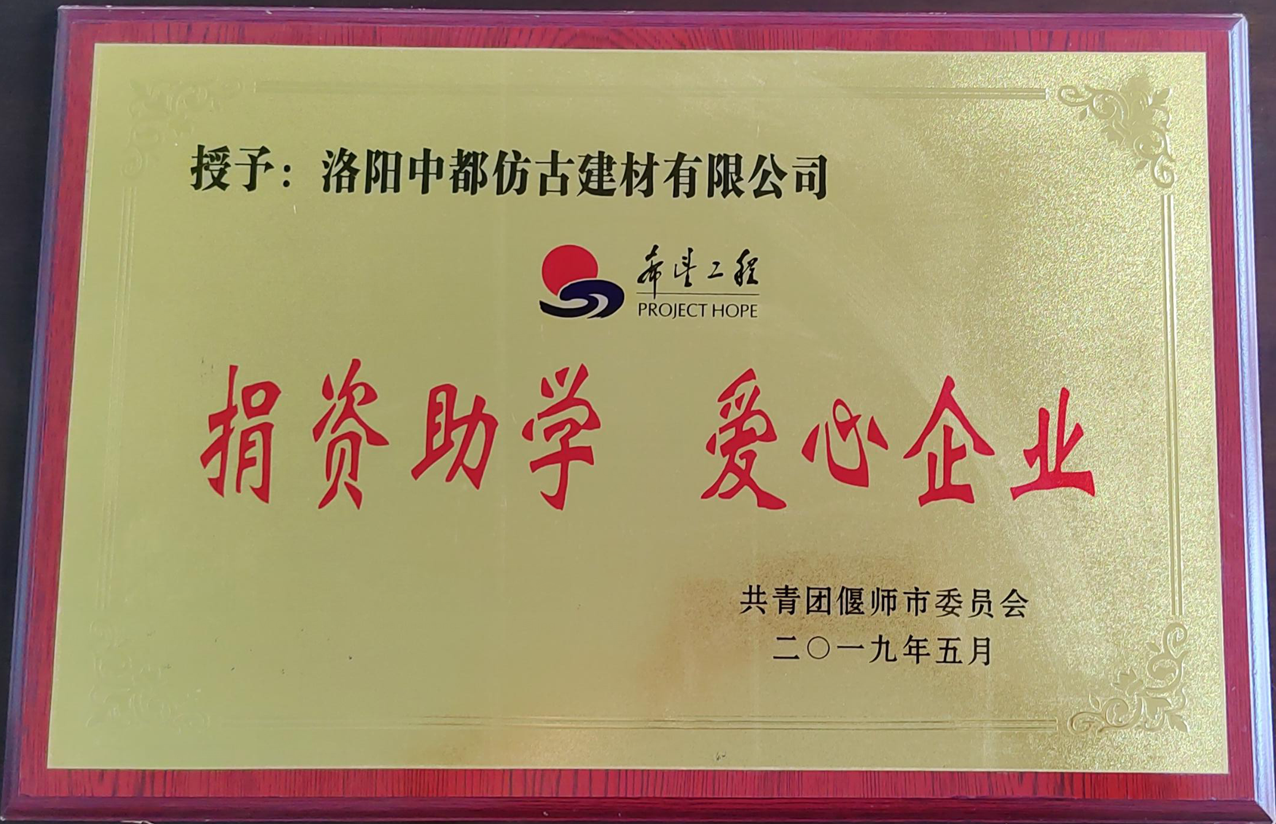 授予：洛阳中都仿古建材有限公司
希望工程
PROJECT HOPE
捐资助学 爱心企业
共青团偃师市委员会
二〇一九年五月